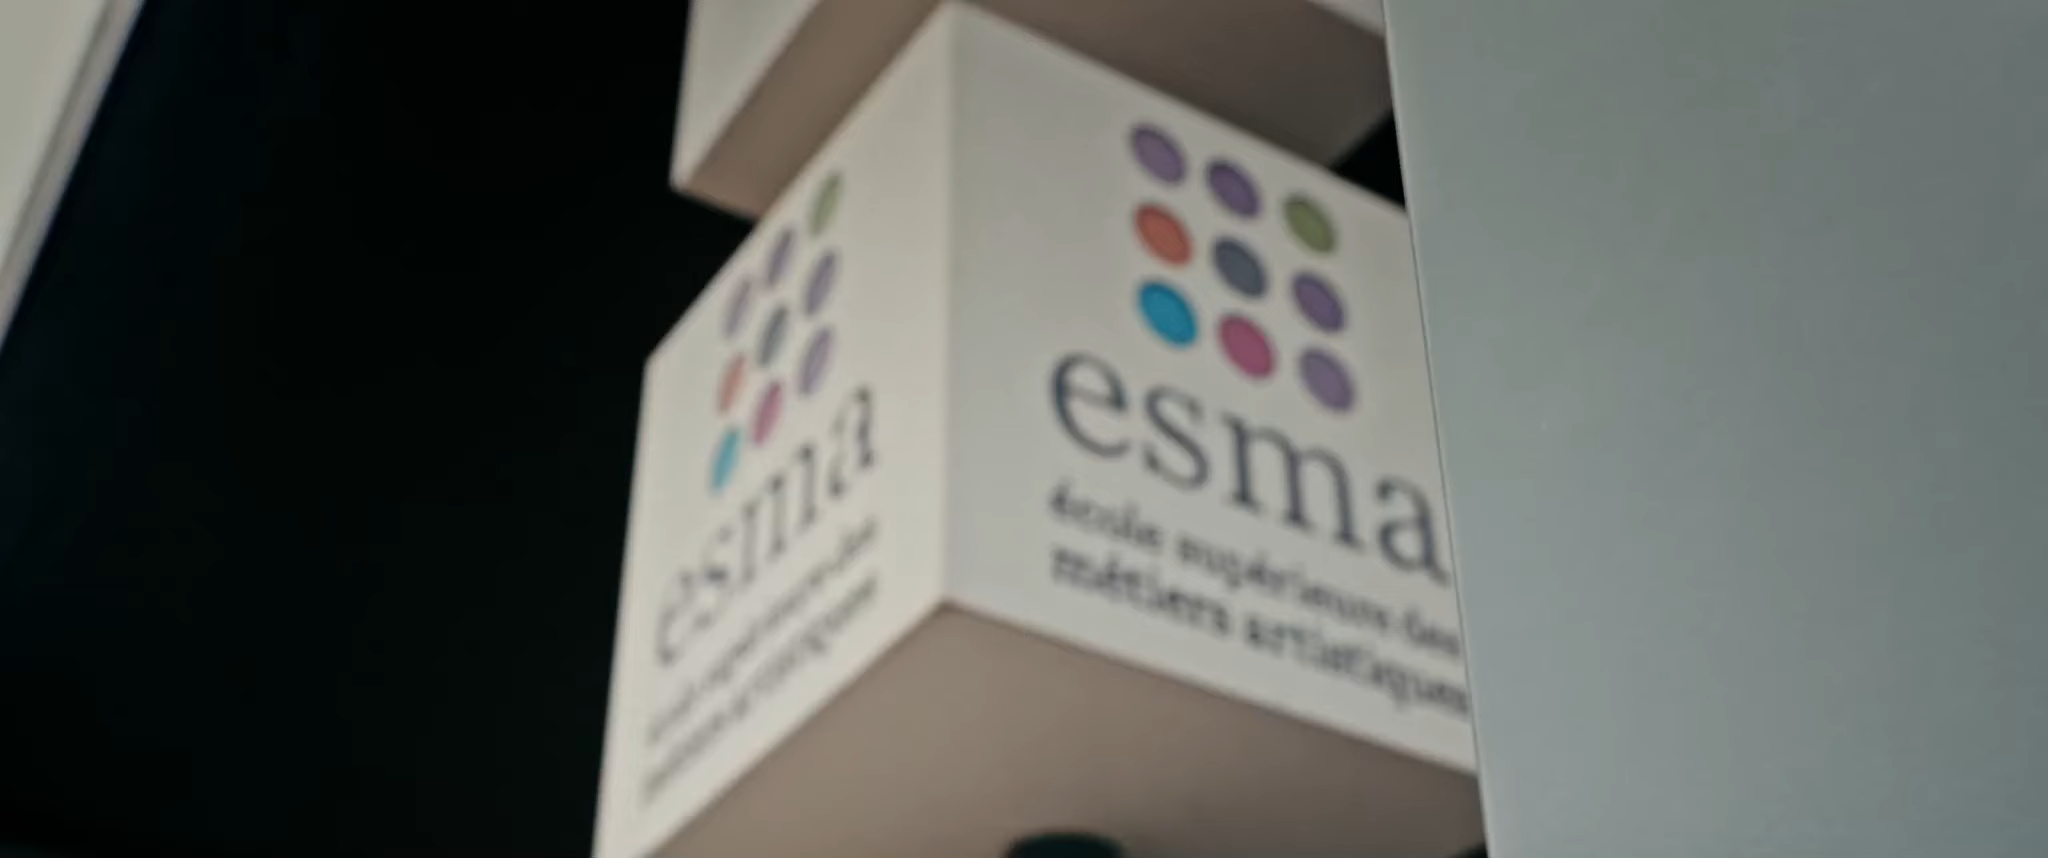 esma
école supérieure des
métiers artistiques
esma